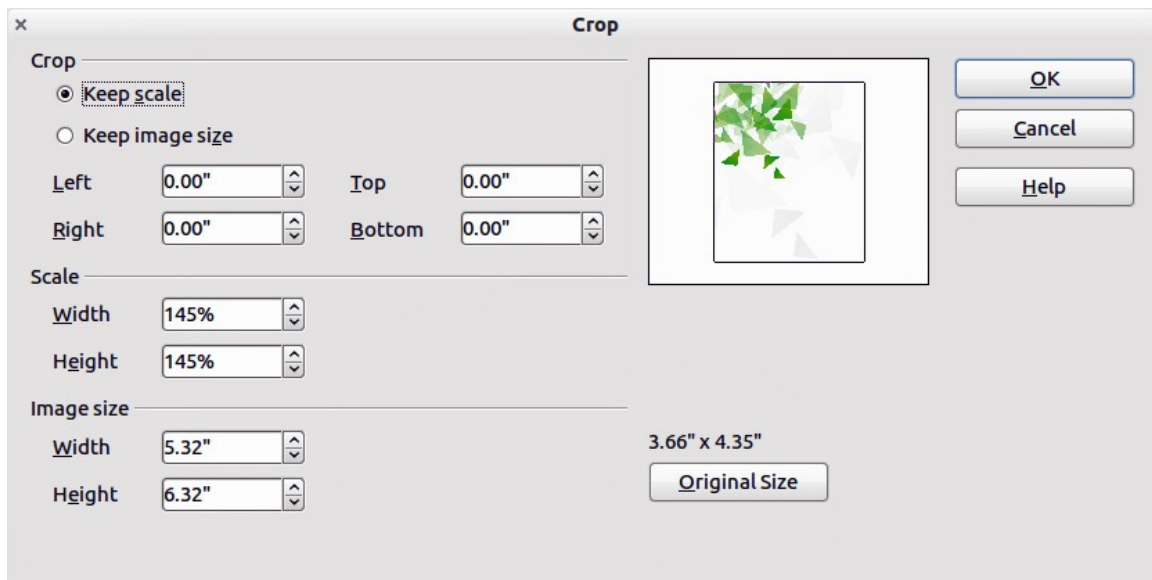 Crop
Crop
Keep scale
Keep image size
Left 0.00" Top 0.00"
Right 0.00" Bottom 0.00"
Scale
Width 145%
Height 145%
Image size
Width 5.32"
Height 6.32"
3.66" x 4.35"
Original Size
OK
Cancel
Help